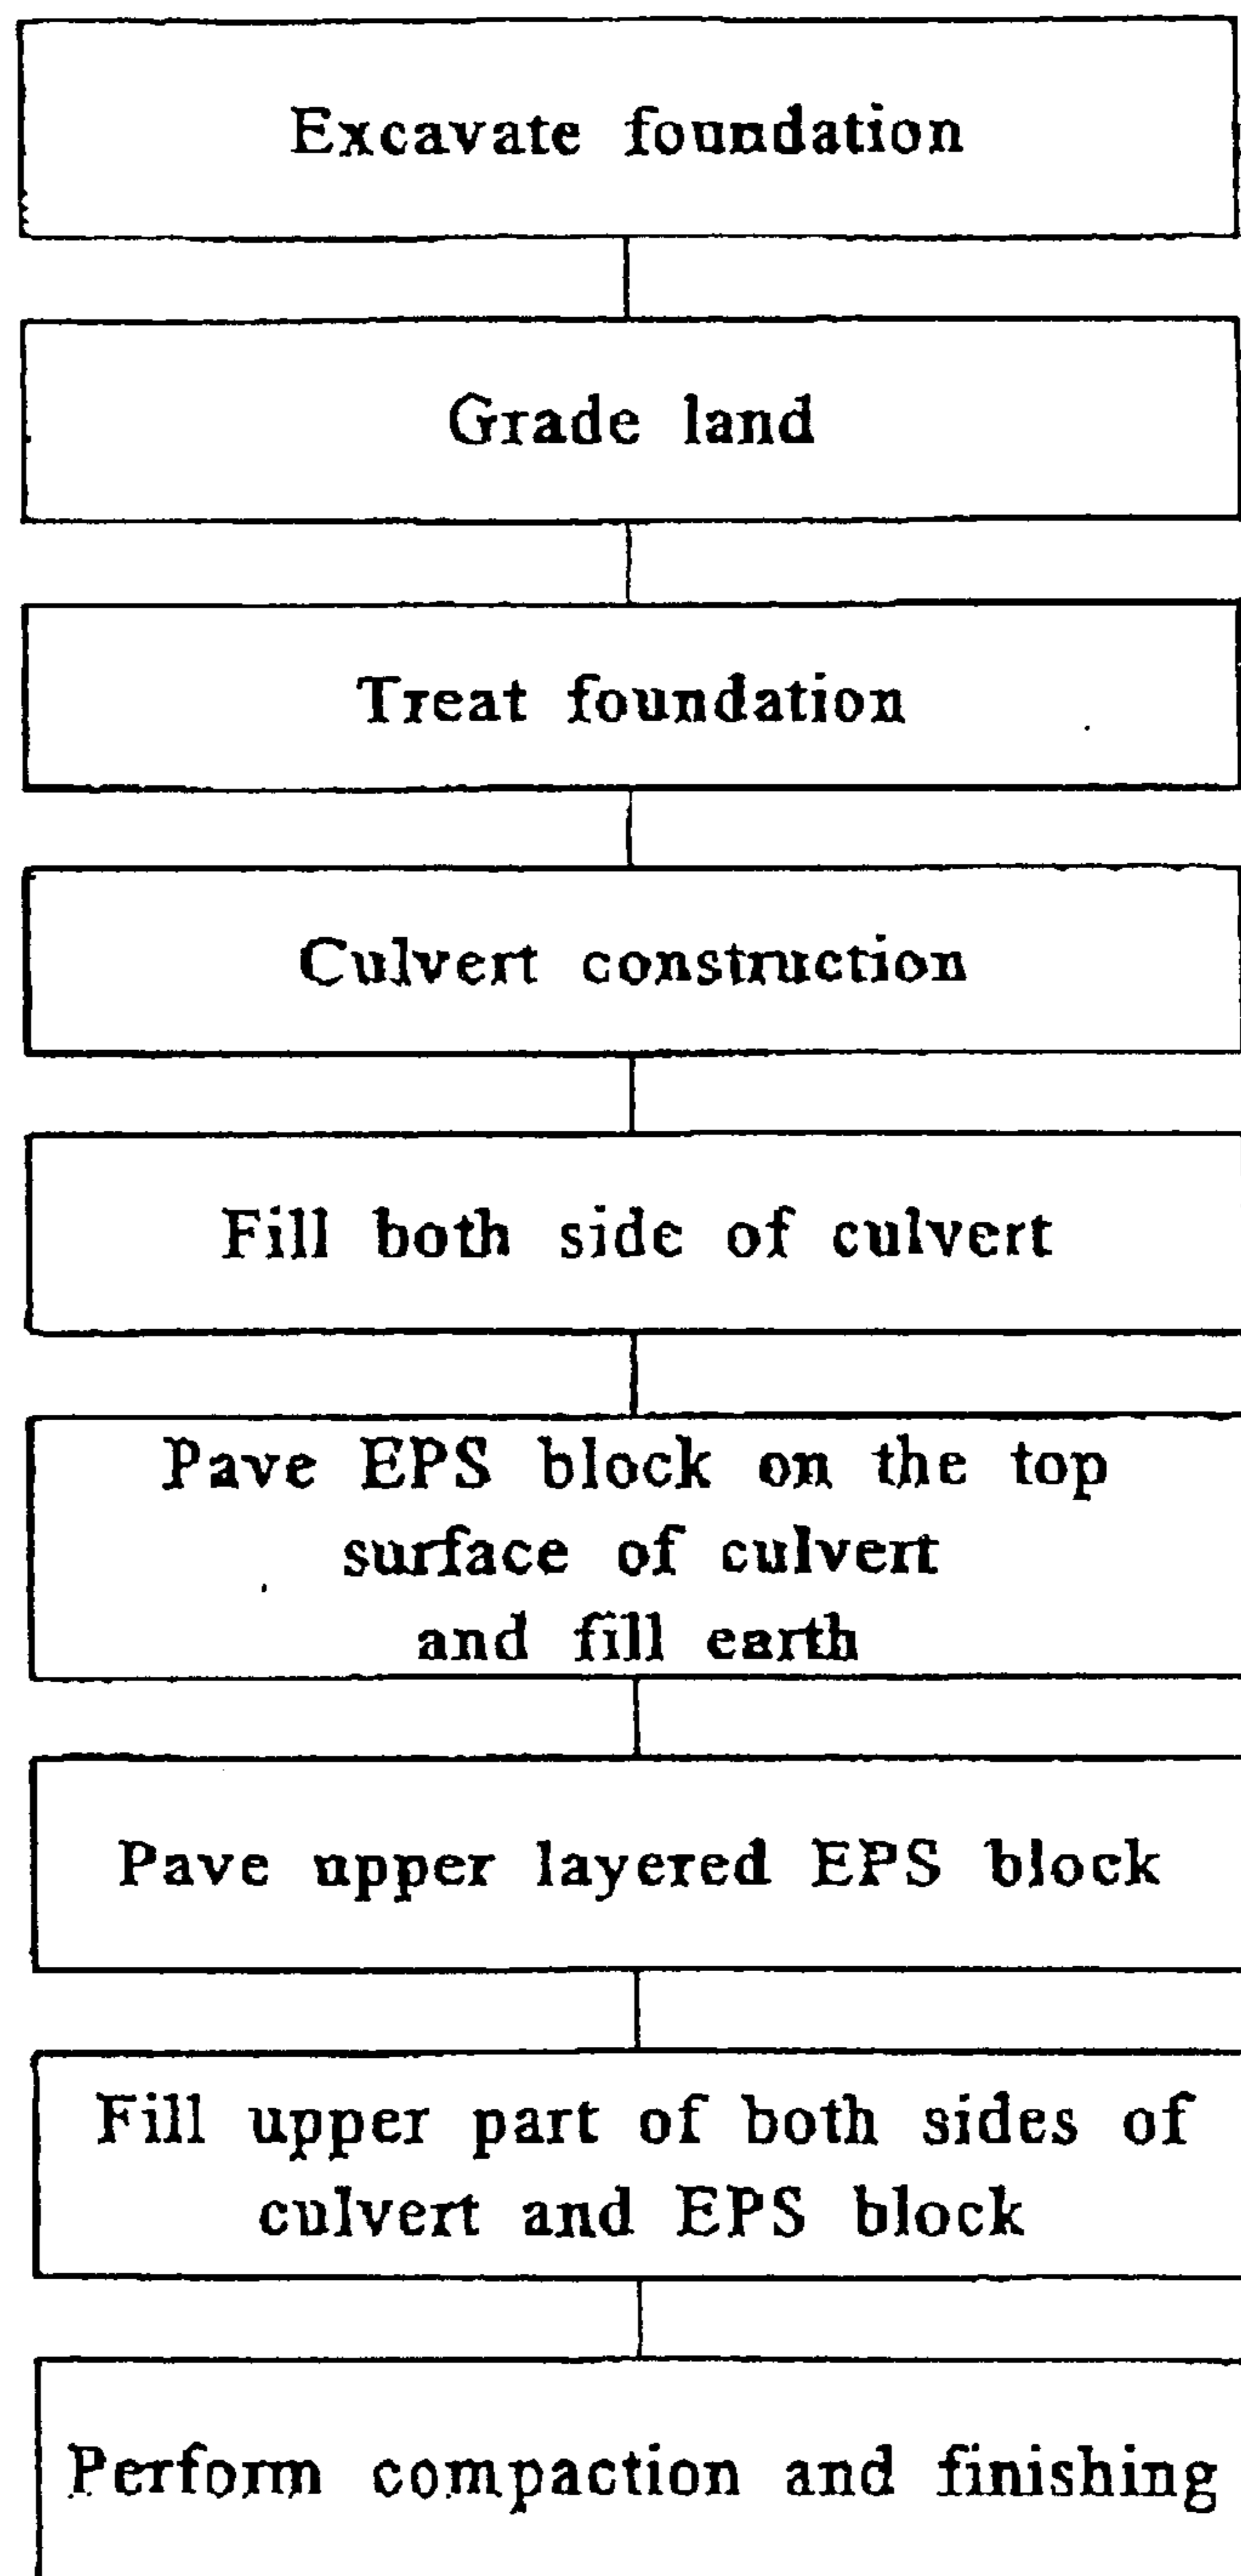 Excavate foundation
Grade land
Treat foundation
Culvert construction
Fill both side of culvert
Pave EPS block on the top
surface of culvert
and fill earth
Pave upper layered EPS block
Fill upper part of both sides of
culvert and EPS block
Perform compaction and finishing